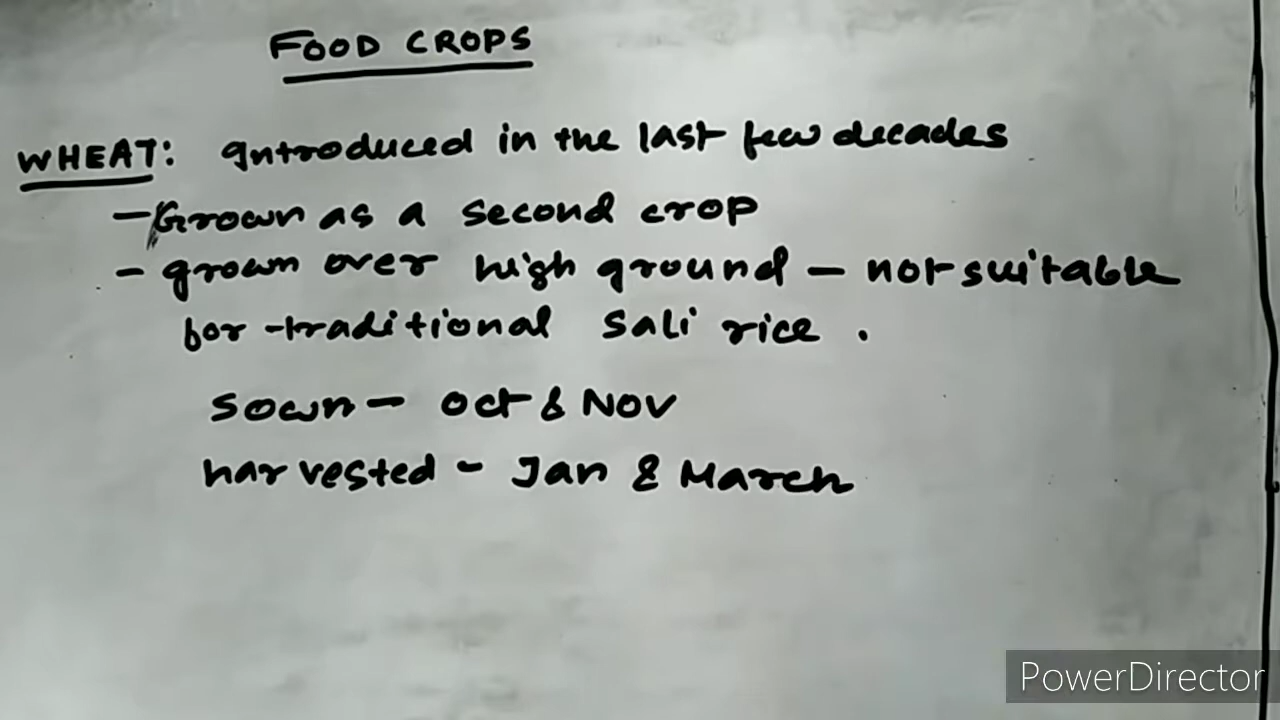 FOOD CROPS
WHEAT: Introduced in the last few decades
- Grown as a second crop
- grown over high ground - not suitable
for traditional Sali rice.
Sown - Oct & Nov
harvested - Jan & March
PowerDirector